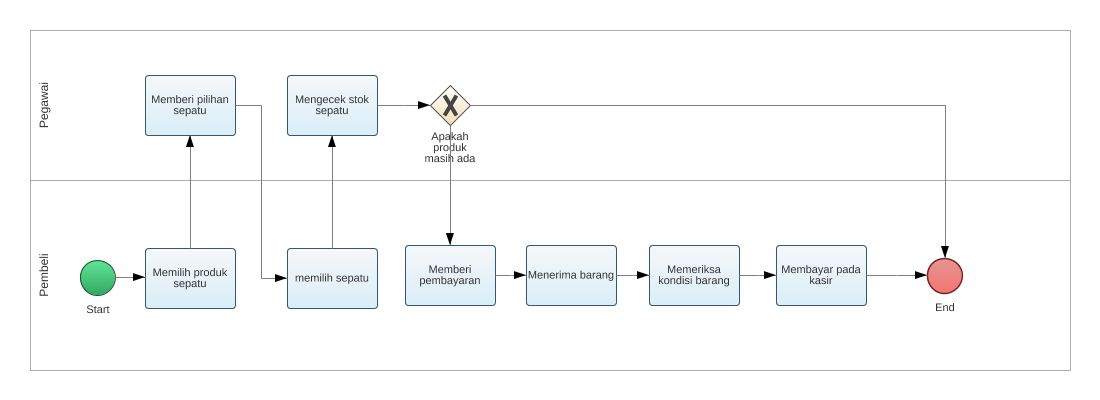 Pegawai
Memberi pilihan
sepatu
Mengecek stok
sepatu
Apakah
produk
masih ada
Pembeli
Start
Memilih produk
sepatu
memilih sepatu
Memberi
pembayaran
Menerima barang
Memeriksa
kondisi barang
Membayar pada
kasir
End